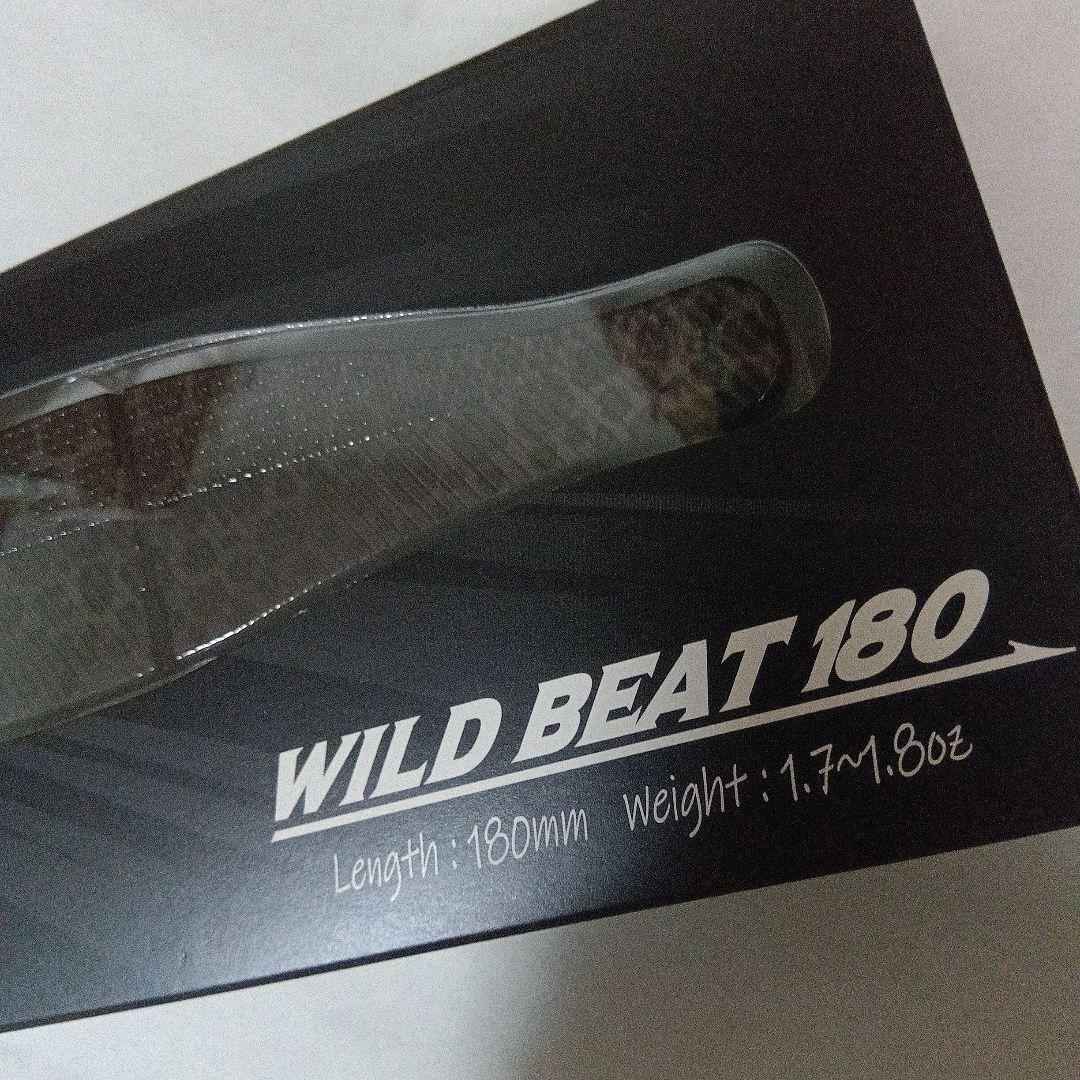 WILD BEAT 180
Length : 180mm Weight : 1.7~1.8oz